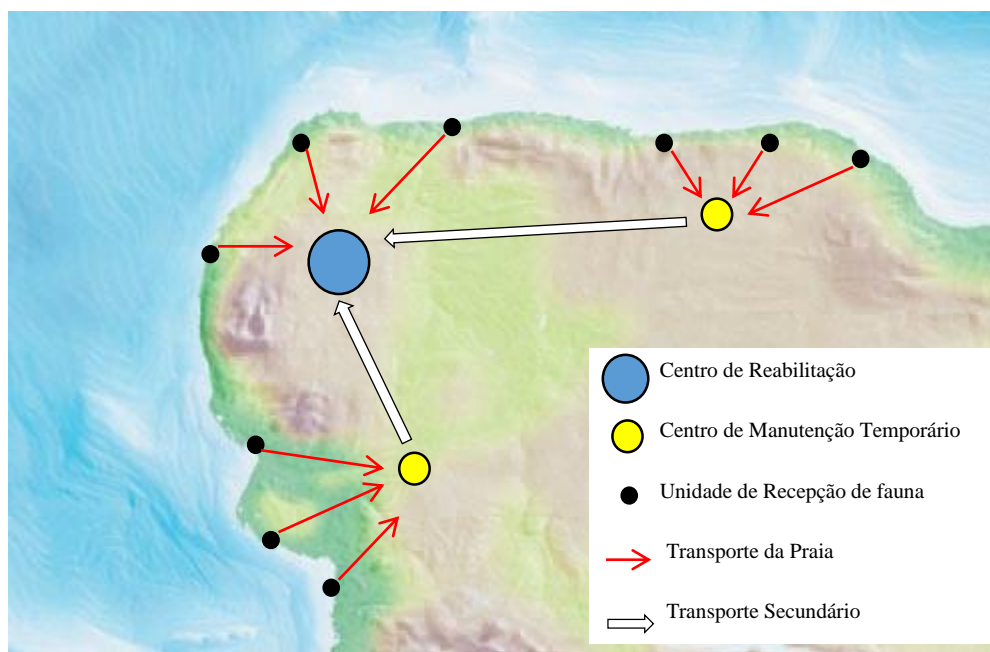 Centro de Reabilitação
Centro de Manutenção Temporário
Unidade de Recepção de fauna
Transporte da Praia
Transporte Secundário